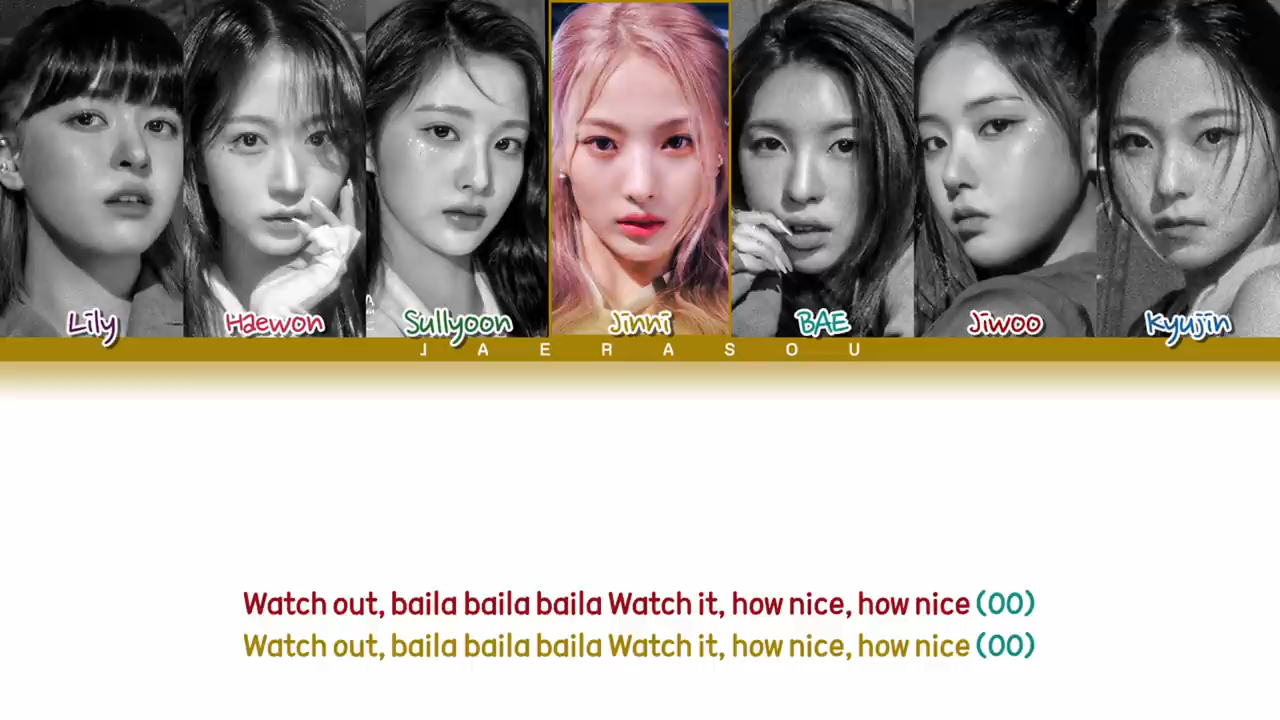 Lily Haewon Sullyoon Jinni BAE Jiwoo Kyujin
JAERASOU
Watch out, baila baila baila Watch it, how nice, how nice (OO)
Watch out, baila baila baila Watch it, how nice, how nice (OO)